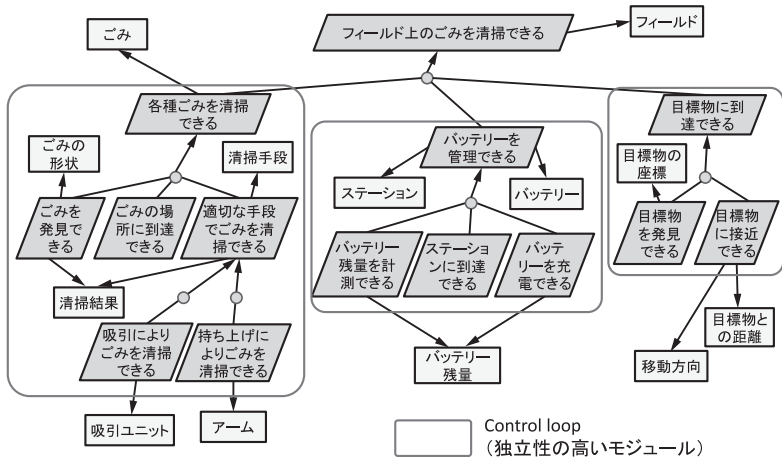 ごみ
フィールド上のごみを清掃できる
フィールド
各種ごみを清掃
できる
目標物に到
達できる
バッテリーを
管理できる
ごみの
形状
清掃手段
目標物の
座標
ステーション
バッテリー
ごみを
発見で
きる
ごみの場
所に到達
できる
適切な手段
でごみを清
掃できる
目標物
を発見
できる
目標物
に接近
できる
バッテリー
残量を計
測できる
ステーショ
ンに到達
できる
バッテ
リーを充
電できる
清掃結果
吸引により
ごみを清掃
できる
持ち上げに
よりごみを
清掃できる
目標物と
の距離
バッテリー
残量
移動方向
吸引ユニット
アーム
Control loop
(独立性の高いモジュール)